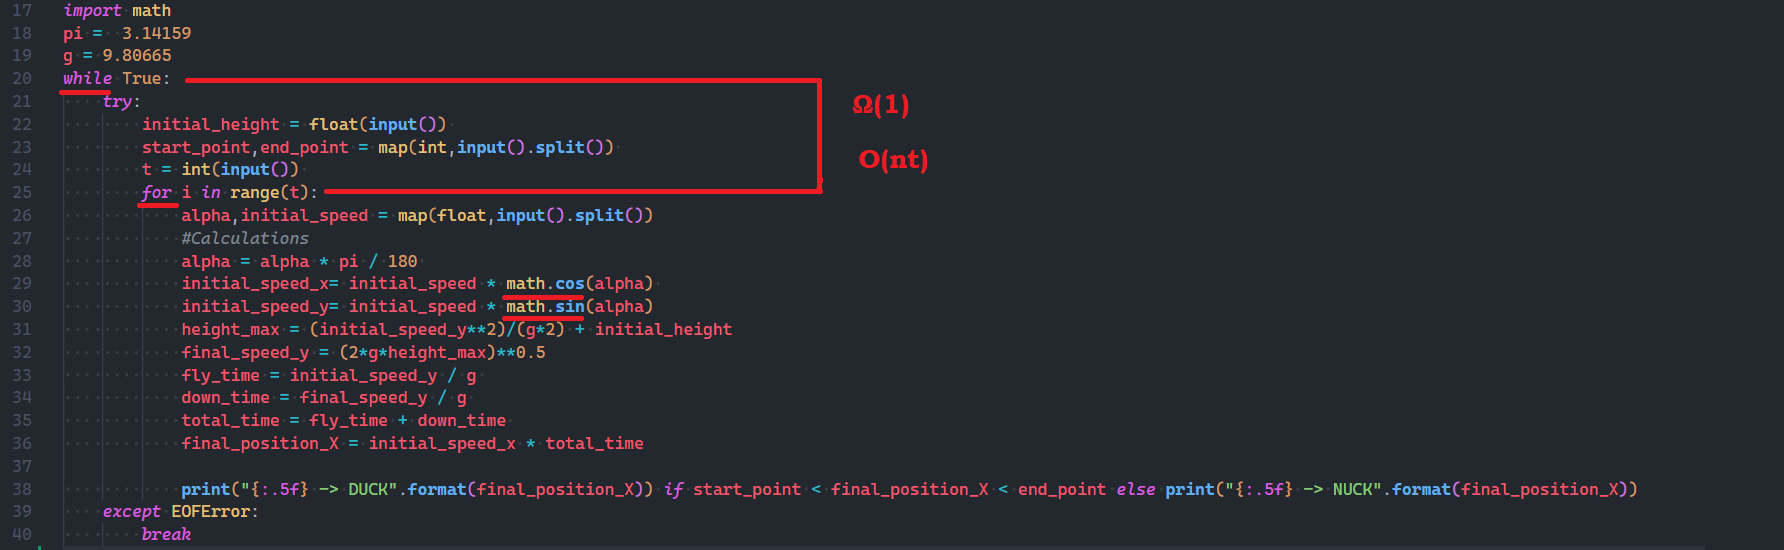 17 import math
18 pi =  3.14159
19 g = 9.80665
20 while True:
21     try:
22         initial_height = float(input())
23         start_point,end_point = map(int,input().split())
24         t = int(input())
25         for i in range(t):
26             alpha,initial_speed = map(float,input().split())
27             #Calculations
28             alpha = alpha * pi / 180
29             initial_speed_x= initial_speed * math.cos(alpha)
30             initial_speed_y= initial_speed * math.sin(alpha)
31             height_max = (initial_speed_y**2)/(g*2) + initial_height
32             final_speed_y = (2*g*height_max)**0.5
33             fly_time = initial_speed_y / g
34             down_time = final_speed_y / g
35             total_time = fly_time + down_time
36             final_position_X = initial_speed_x * total_time
37
38             print("{:.5f} -> DUCK".format(final_position_X)) if start_point < final_position_X < end_point else print("{:.5f} -> NUCK".format(final_position_X))
39     except EOFError:
40         break
Ω(1)
O(nt)